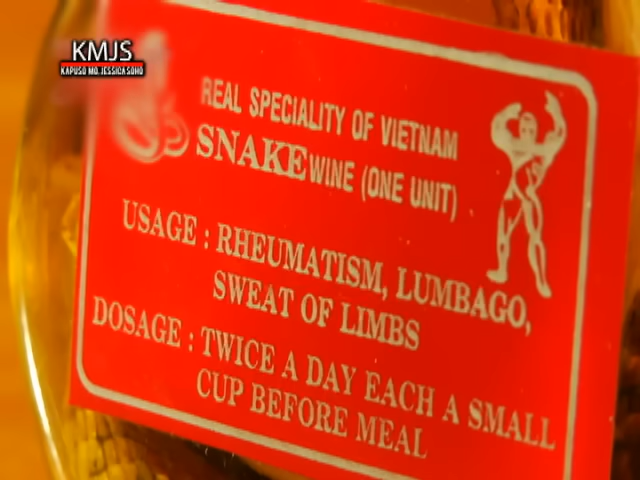 KMJS
KAPUSO MO, JESSICA SOHO
REAL SPECIALITY OF VIETNAM
SNAKE WINE (ONE UNIT)
USAGE : RHEUMATISM, LUMBAGO,
SWEAT OF LIMBS
DOSAGE : TWICE A DAY EACH A SMALL
CUP BEFORE MEAL